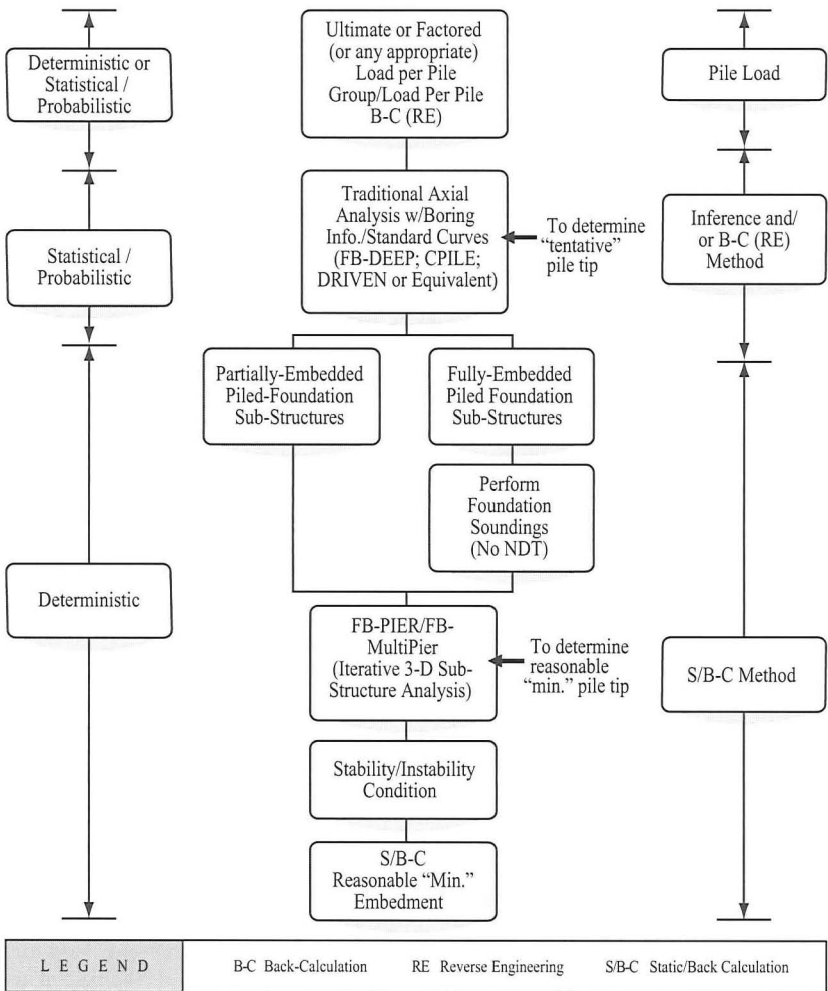 Deterministic or
Statistical /
Probabilistic
Statistical /
Probabilistic
Deterministic
Ultimate or Factored
(or any appropriate)
Load per Pile
Group/Load Per Pile
B-C (RE)
Traditional Axial
Analysis w/Boring
Info./Standard Curves
(FB-DEEP; CPILE;
DRIVEN or Equivalent)
To determine
"tentative"
pile tip
Partially-Embedded
Piled-Foundation
Sub-Structures
Fully-Embedded
Piled Foundation
Sub-Structures
Perform
Foundation
Soundings
(No NDT)
FB-PIER/FB-
MultiPier
(Iterative 3-D Sub-
Structure Analysis)
To determine
reasonable
"min." pile tip
Stability/Instability
Condition
S/B-C
Reasonable "Min."
Embedment
Pile Load
Inference and/
or B-C (RE)
Method
S/B-C Method
LEGEND
B-C Back-Calculation RE Reverse Engineering S/B-C Static/Back Calculation